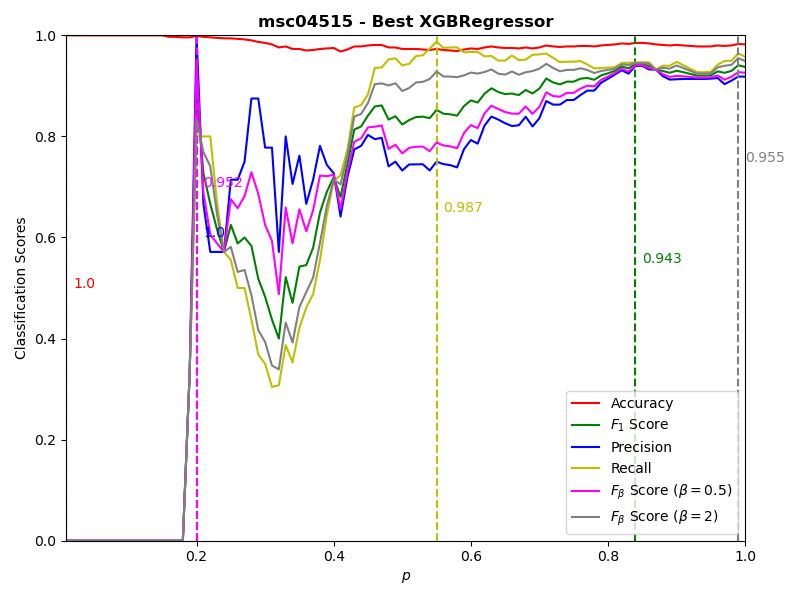 msc04515 - Best XGBRegressor
Classification Scores
1.0
0.8
0.6
0.4
0.2
0.0
0.955
0.952
0.987
1.0
0.943
1.0
Accuracy
F₁ Score
Precision
Recall
Fᵦ Score (β = 0.5)
Fᵦ Score (β = 2)
0.2 0.4 0.6 0.8 1.0
p